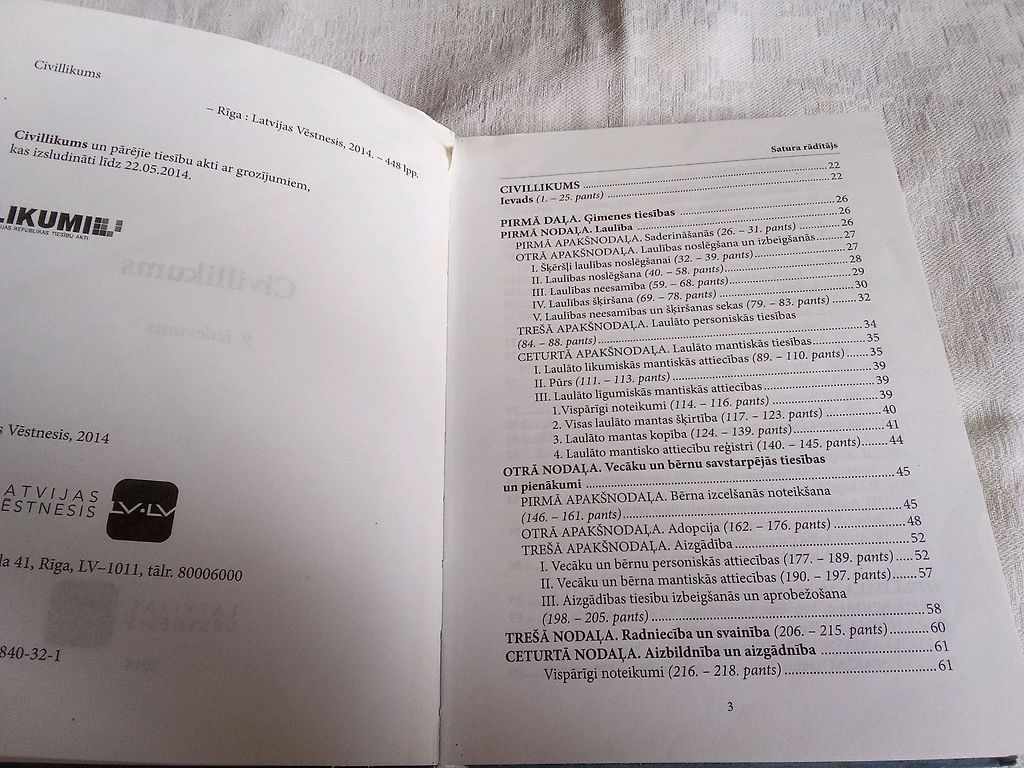 Civillikums
– Rīga : Latvijas Vēstnesis, 2014. – 448 lpp.
Civillikums un pārējie tiesību akti ar grozījumiem,
kas izsludināti līdz 22.05.2014.
LIKUMI
JAS REPUBLIKAS TIESĪBU AKTI
Civillikums
9. izdevums
s Vēstnesis, 2014
ATVIJAS
ĒSTNESIS
LV.LV
la 41, Rīga, LV–1011, tālr. 80006000
LATVIJAS
VĒSTNESIS
2014
840-32-1
Satura rādītājs
CIVILLIKUMS ..... 22
Ievads (1. – 25. pants) ..... 22
PIRMĀ DAĻA. Ģimenes tiesības ..... 26
PIRMĀ NODAĻA. Laulība ..... 26
PIRMĀ APAKŠNODAĻA. Saderināšanās (26. – 31. pants) ..... 26
OTRĀ APAKŠNODAĻA. Laulības noslēgšana un izbeigšanās ..... 27
I. Šķēršļi laulības noslēgšanai (32. – 39. pants) ..... 27
II. Laulības noslēgšana (40. – 58. pants) ..... 28
III. Laulības neesamība (59. – 68. pants) ..... 29
IV. Laulības šķiršana (69. – 78. pants) ..... 30
V. Laulības neesamības un šķiršanas sekas (79. – 83. pants) ..... 32
TREŠĀ APAKŠNODAĻA. Laulāto personiskās tiesības
(84. – 88. pants) ..... 34
CETURTĀ APAKŠNODAĻA. Laulāto mantiskās tiesības ..... 35
I. Laulāto likumiskās mantiskās attiecības (89. – 110. pants) ..... 35
II. Pūrs (111. – 113. pants) ..... 39
III. Laulāto līgumiskās mantiskās attiecības ..... 39
1.Vispārīgi noteikumi (114. – 116. pants) ..... 39
2. Visas laulāto mantas šķirtība (117. – 123. pants) ..... 40
3. Laulāto mantas kopība (124. – 139. pants) ..... 41
4. Laulāto mantisko attiecību reģistri (140. – 145. pants) ..... 44
OTRĀ NODAĻA. Vecāku un bērnu savstarpējās tiesības
un pienākumi ..... 45
PIRMĀ APAKŠNODAĻA. Bērna izcelšanās noteikšana
(146. – 161. pants) ..... 45
OTRĀ APAKŠNODAĻA. Adopcija (162. – 176. pants) ..... 48
TREŠĀ APAKŠNODAĻA. Aizgādība ..... 52
I. Vecāku un bērnu personiskās attiecības (177. – 189. pants) ..... 52
II. Vecāku un bērna mantiskās attiecības (190. – 197. pants) ..... 57
III. Aizgādības tiesību izbeigšanās un aprobežošana
(198. – 205. pants) ..... 58
TREŠĀ NODAĻA. Radniecība un svainība (206. – 215. pants) ..... 60
CETURTĀ NODAĻA. Aizbildnība un aizgādnība ..... 61
Vispārīgi noteikumi (216. – 218. pants) ..... 61
3